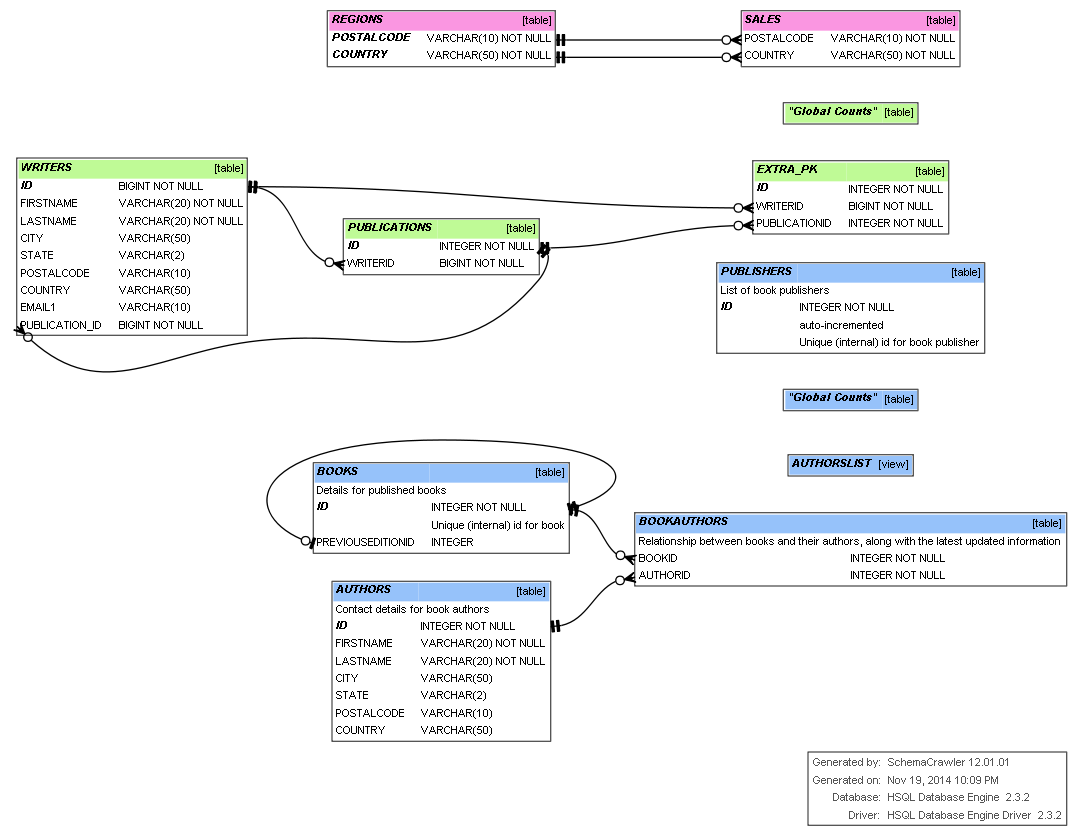 REGIONS [table]
POSTALCODE VARCHAR(10) NOT NULL
COUNTRY VARCHAR(50) NOT NULL
SALES [table]
POSTALCODE VARCHAR(10) NOT NULL
COUNTRY VARCHAR(50) NOT NULL
"Global Counts" [table]
WRITERS [table]
ID BIGINT NOT NULL
FIRSTNAME VARCHAR(20) NOT NULL
LASTNAME VARCHAR(20) NOT NULL
CITY VARCHAR(50)
STATE VARCHAR(2)
POSTALCODE VARCHAR(10)
COUNTRY VARCHAR(50)
EMAIL1 VARCHAR(10)
PUBLICATION_ID BIGINT NOT NULL
PUBLICATIONS [table]
ID INTEGER NOT NULL
WRITERID BIGINT NOT NULL
EXTRA_PK [table]
ID INTEGER NOT NULL
WRITERID BIGINT NOT NULL
PUBLICATIONID INTEGER NOT NULL
PUBLISHERS [table]
List of book publishers
ID INTEGER NOT NULL
auto-incremented
Unique (internal) id for book publisher
"Global Counts" [table]
AUTHORSLIST [view]
BOOKS [table]
Details for published books
ID INTEGER NOT NULL
Unique (internal) id for book
PREVIOUSEDITIONID INTEGER
BOOKAUTHORS [table]
Relationship between books and their authors, along with the latest updated information
BOOKID INTEGER NOT NULL
AUTHORID INTEGER NOT NULL
AUTHORS [table]
Contact details for book authors
ID INTEGER NOT NULL
FIRSTNAME VARCHAR(20) NOT NULL
LASTNAME VARCHAR(20) NOT NULL
CITY VARCHAR(50)
STATE VARCHAR(2)
POSTALCODE VARCHAR(10)
COUNTRY VARCHAR(50)
Generated by: SchemaCrawler 12.01.01
Generated on: Nov 19, 2014 10:09 PM
Database: HSQL Database Engine 2.3.2
Driver: HSQL Database Engine Driver 2.3.2